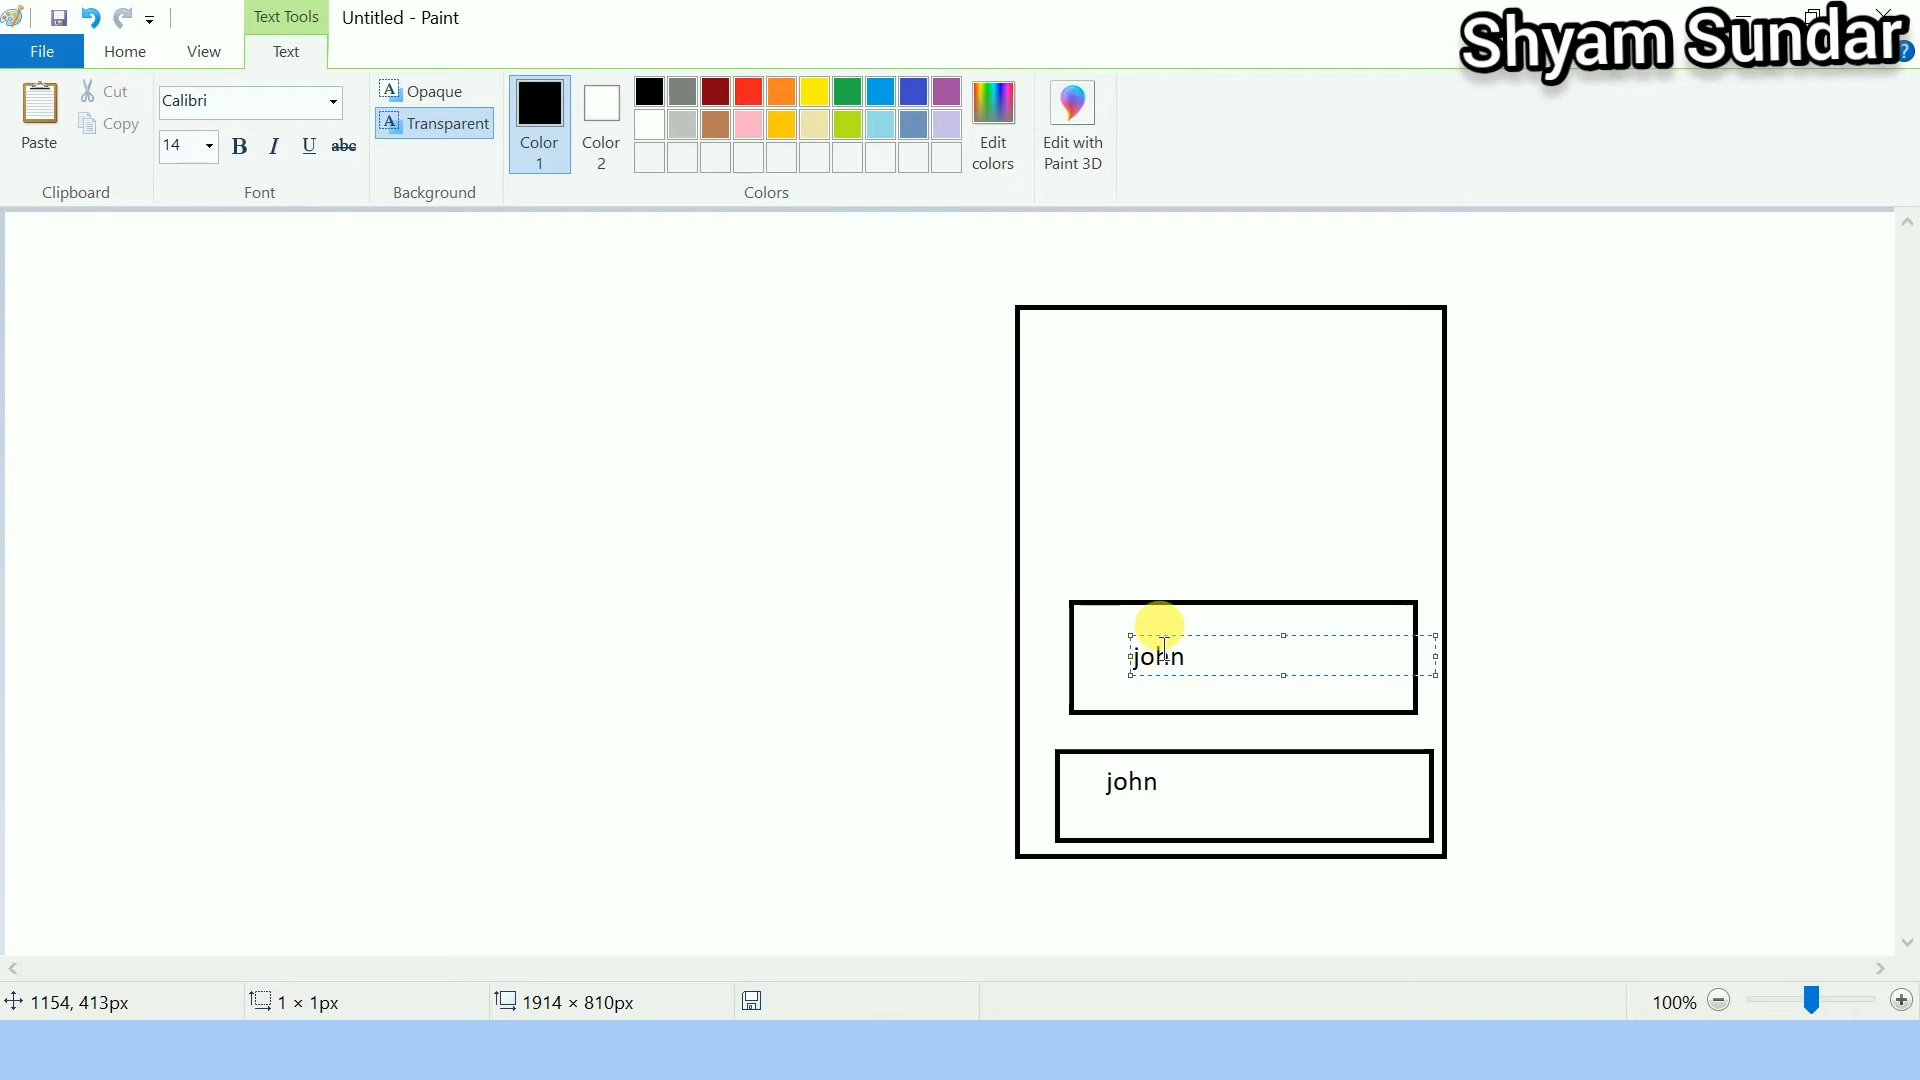 Text Tools
Untitled - Paint
Shyam Sundar
File
Home
View
Text
?
Paste
Cut
Copy
Clipboard
Calibri
14
B
I
U
abc
Font
A Opaque
A Transparent
Background
Color
1
Color
2
Colors
Edit
colors
Edit with
Paint 3D
john
john
1154, 413px
1 × 1px
1914 × 810px
100%